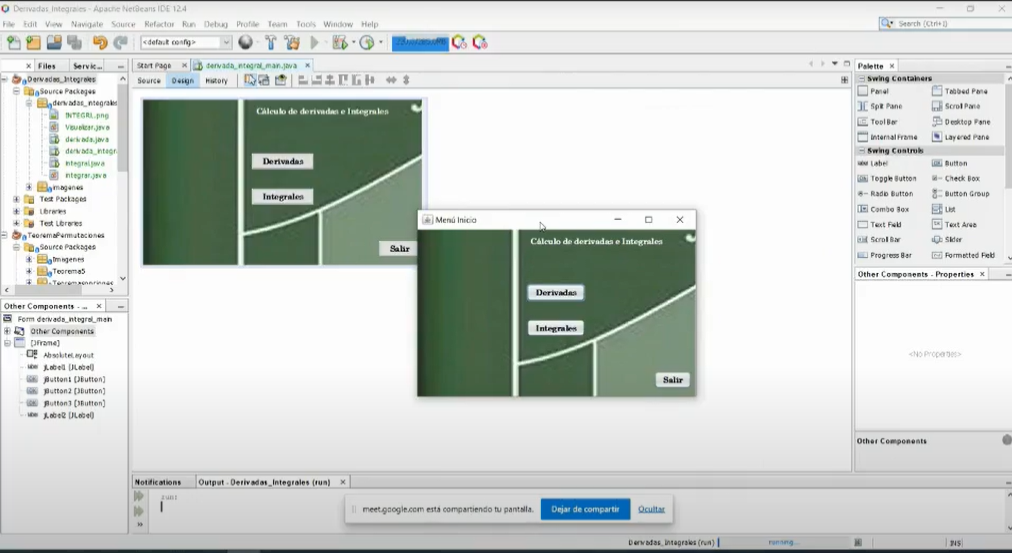 Derivadas_Integrales - Apache NetBeans IDE 12.4
File Edit View Navigate Source Refactor Run Debug Profile Team Tools Window Help
Search (Ctrl+I)
<default config>
Files Servic...
Derivadas_Integrales
Source Packages
derivadas_integrales
INTEGRL.png
Visualizar.java
derivada.java
derivada_integr
integral.java
integrar.java
Imagenes
Test Packages
Libraries
Test Libraries
TeoremaPermutaciones
Source Packages
Imagenes
Teorema5
Other Components - ...
Form derivada_integral_main
Other Components
[JFrame]
AbsoluteLayout
jLabel1 [JLabel]
jButton1 [JButton]
jButton2 [JButton]
jButton3 [JButton]
jLabel2 [JLabel]
Start Page derivada_integral_main.java
Source Design History
Cálculo de derivadas e Integrales
Derivadas
Integrales
Salir
Menú Inicio
Cálculo de derivadas e Integrales
Derivadas
Integrales
Salir
Palette
Swing Containers
Panel Tabbed Pane
Split Pane Scroll Pane
Tool Bar Desktop Pane
Internal Frame Layered Pane
Swing Controls
Label Button
Toggle Button Check Box
Radio Button Button Group
Combo Box List
Text Field Text Area
Scroll Bar Slider
Progress Bar Formatted Field
Other Components - Properties
<No Properties>
Other Components
Notifications Output - Derivadas_Integrales (run)
run:
meet.google.com está compartiendo tu pantalla. Dejar de compartir Ocultar
Derivadas_Integrales (run) running... INS